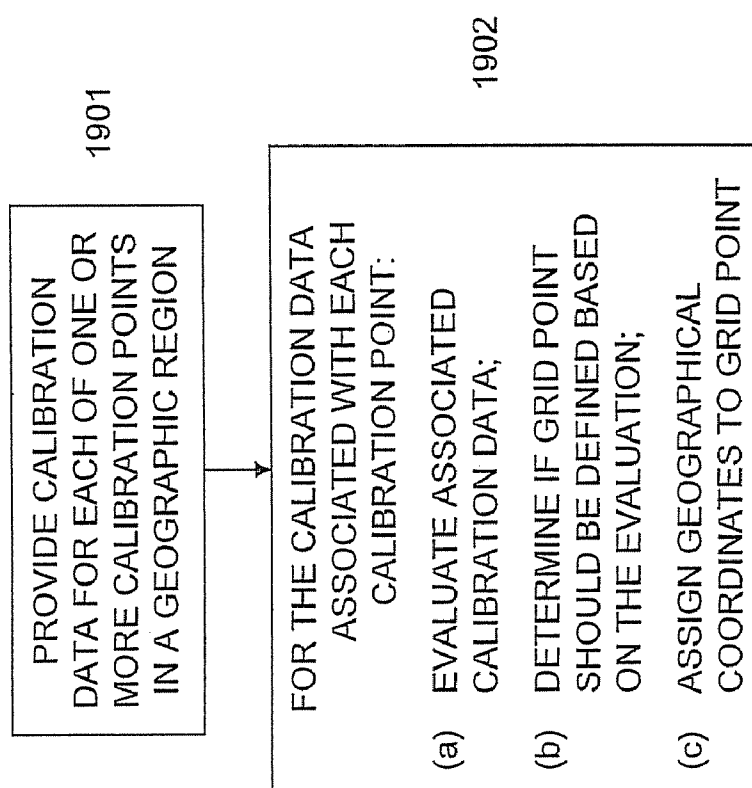 PROVIDE CALIBRATION
DATA FOR EACH OF ONE OR
MORE CALIBRATION POINTS
IN A GEOGRAPHIC REGION
1901
FOR THE CALIBRATION DATA
ASSOCIATED WITH EACH
CALIBRATION POINT:
(a) EVALUATE ASSOCIATED
CALIBRATION DATA;
(b) DETERMINE IF GRID POINT
SHOULD BE DEFINED BASED
ON THE EVALUATION;
(c) ASSIGN GEOGRAPHICAL
COORDINATES TO GRID POINT
1902